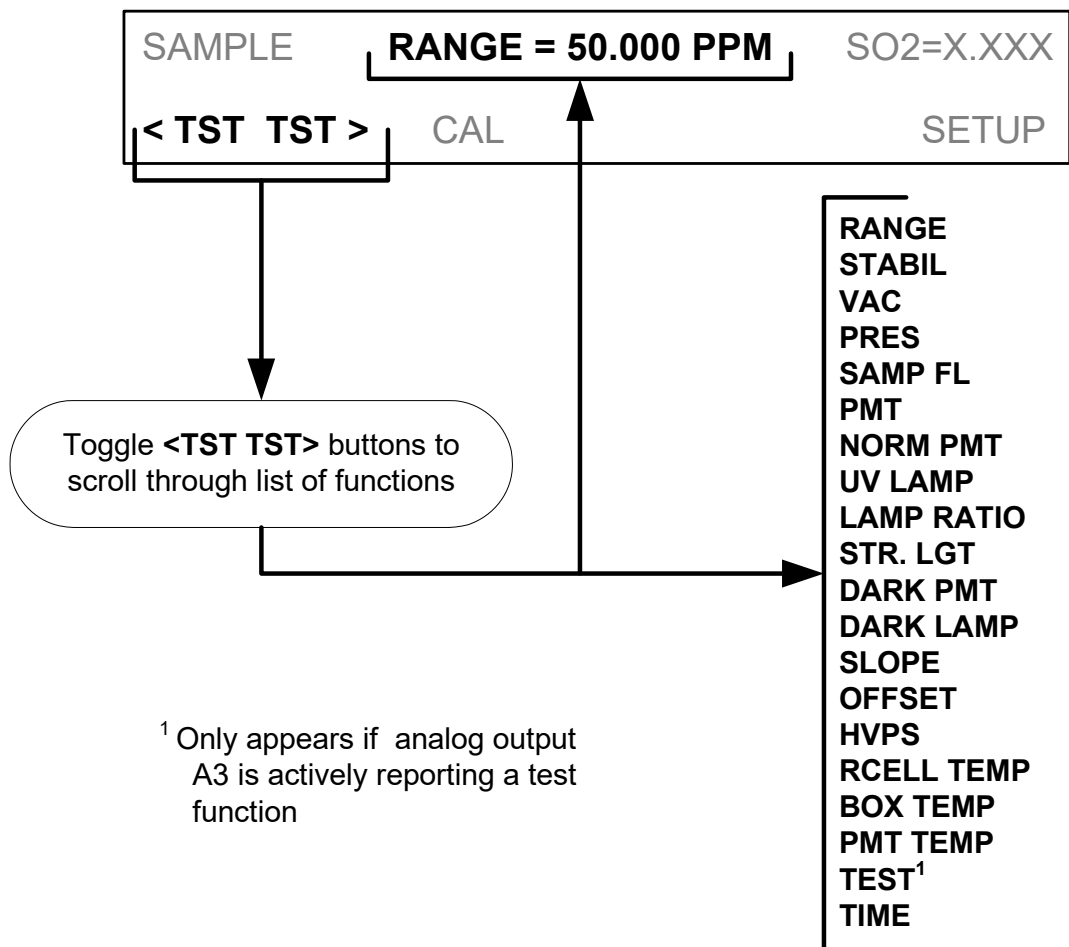 SAMPLE RANGE = 50.000 PPM SO2=X.XXX
< TST TST > CAL SETUP
Toggle <TST TST> buttons to
scroll through list of functions
RANGE
STABIL
VAC
PRES
SAMP FL
PMT
NORM PMT
UV LAMP
LAMP RATIO
STR. LGT
DARK PMT
DARK LAMP
SLOPE
OFFSET
HVPS
RCELL TEMP
BOX TEMP
PMT TEMP
TEST¹
TIME
¹ Only appears if analog output
A3 is actively reporting a test
function